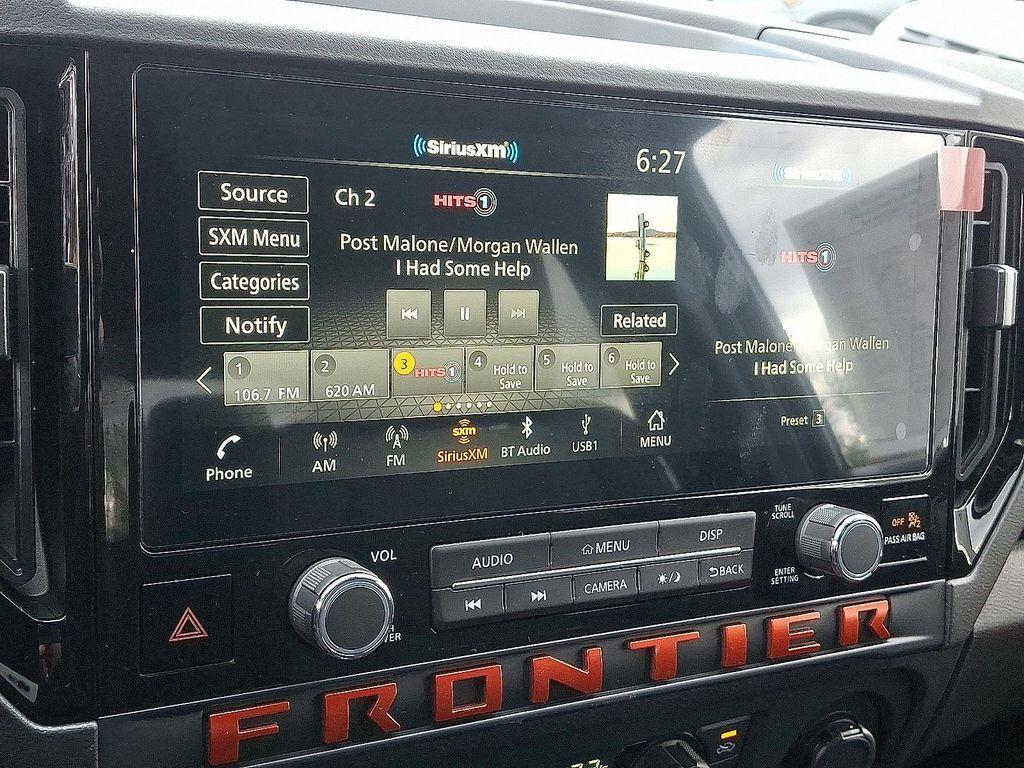 SiriusXM
6:27
SiriusXM
Source
Ch 2
HITS 1
SXM Menu
Post Malone/Morgan Wallen
I Had Some Help
HITS 1
Categories
Notify
Related
Post Malone/Morgan Wallen
I Had Some Help
1
106.7 FM
2
620 AM
3
HITS 1
4
Hold to
Save
5
Hold to
Save
6
Hold to
Save
Preset 3
Phone
AM
FM
sxm
SiriusXM
BT Audio
USB1
MENU
VOL
AUDIO
MENU
DISP
CAMERA
BACK
TUNE
SCROLL
ENTER
SETTING
OFF
2
PASS AIR BAG
FRONTIER